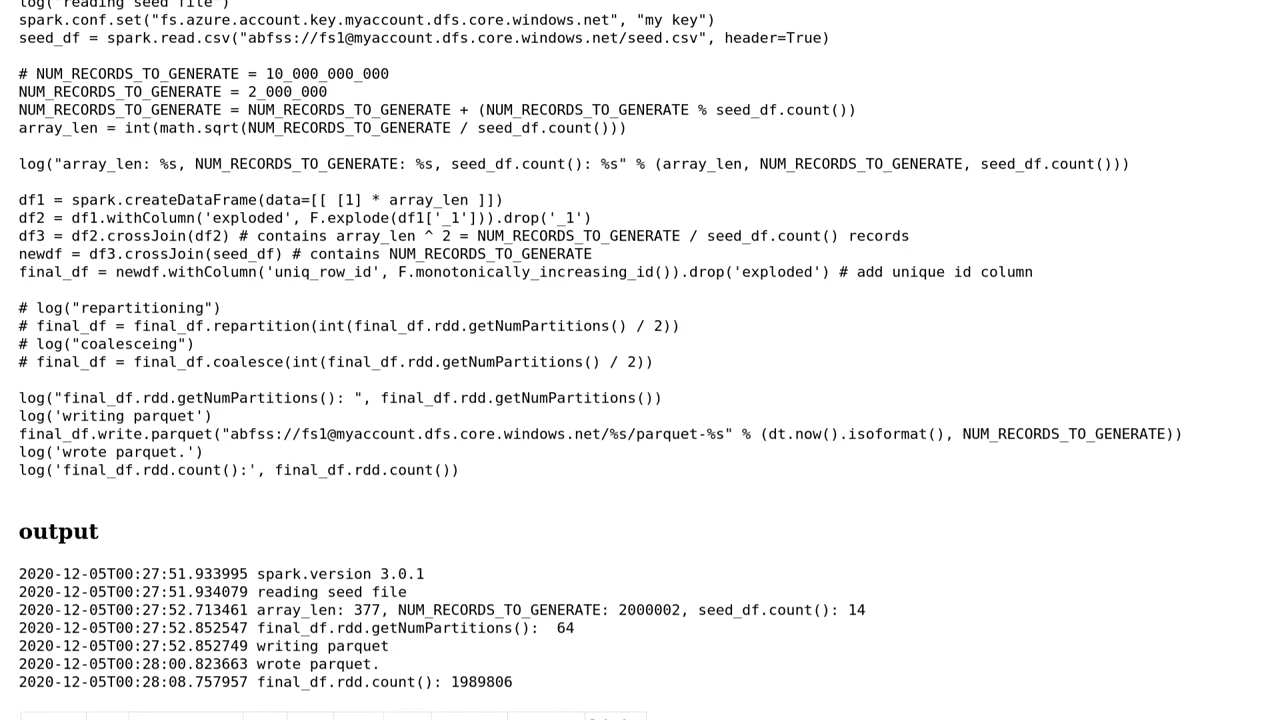 log("reading seed file")
spark.conf.set("fs.azure.account.key.myaccount.dfs.core.windows.net", "my key")
seed_df = spark.read.csv("abfss://fs1@myaccount.dfs.core.windows.net/seed.csv", header=True)
# NUM_RECORDS_TO_GENERATE = 10_000_000_000
NUM_RECORDS_TO_GENERATE = 2_000_000
NUM_RECORDS_TO_GENERATE = NUM_RECORDS_TO_GENERATE + (NUM_RECORDS_TO_GENERATE % seed_df.count())
array_len = int(math.sqrt(NUM_RECORDS_TO_GENERATE / seed_df.count()))
log("array_len: %s, NUM_RECORDS_TO_GENERATE: %s, seed_df.count(): %s" % (array_len, NUM_RECORDS_TO_GENERATE, seed_df.count()))
df1 = spark.createDataFrame(data=[[ [1] * array_len ]])
df2 = df1.withColumn('exploded', F.explode(df1['_1'])).drop('_1')
df3 = df2.crossJoin(df2) # contains array_len ^ 2 = NUM_RECORDS_TO_GENERATE / seed_df.count() records
newdf = df3.crossJoin(seed_df) # contains NUM_RECORDS_TO_GENERATE
final_df = newdf.withColumn('uniq_row_id', F.monotonically_increasing_id()).drop('exploded') # add unique id column
# log("repartitioning")
# final_df = final_df.repartition(int(final_df.rdd.getNumPartitions() / 2))
# log("coalesceing")
# final_df = final_df.coalesce(int(final_df.rdd.getNumPartitions() / 2))
log("final_df.rdd.getNumPartitions(): ", final_df.rdd.getNumPartitions())
log('writing parquet')
final_df.write.parquet("abfss://fs1@myaccount.dfs.core.windows.net/%s/parquet-%s" % (dt.now().isoformat(), NUM_RECORDS_TO_GENERATE))
log('wrote parquet.')
log('final_df.rdd.count():', final_df.rdd.count())
output
2020-12-05T00:27:51.933995 spark.version 3.0.1
2020-12-05T00:27:51.934079 reading seed file
2020-12-05T00:27:52.713461 array_len: 377, NUM_RECORDS_TO_GENERATE: 2000002, seed_df.count(): 14
2020-12-05T00:27:52.852547 final_df.rdd.getNumPartitions():  64
2020-12-05T00:27:52.852749 writing parquet
2020-12-05T00:28:00.823663 wrote parquet.
2020-12-05T00:28:08.757957 final_df.rdd.count(): 1989806